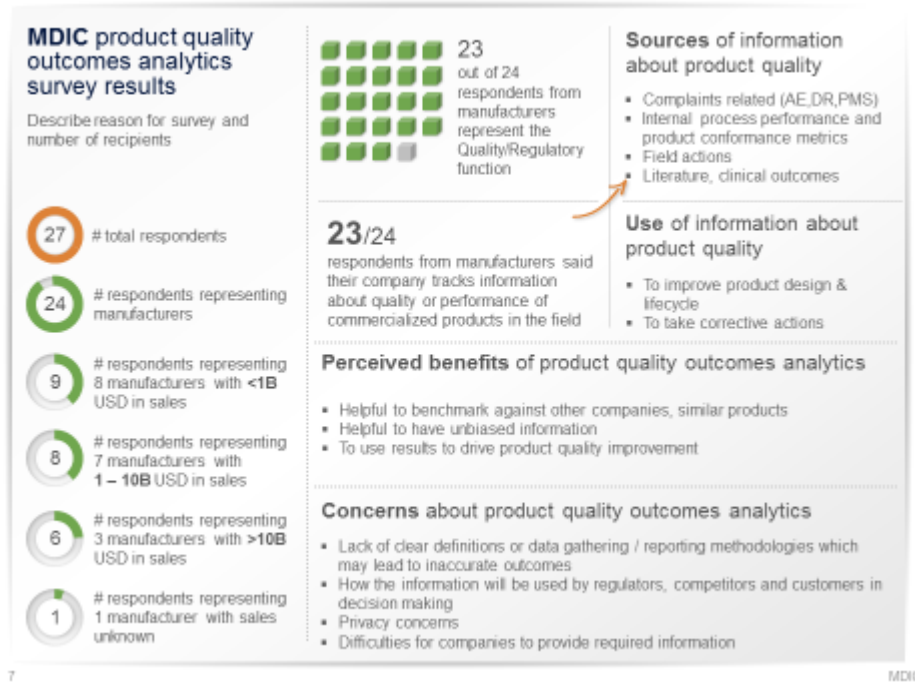 MDIC product quality
outcomes analytics
survey results
Describe reason for survey and
number of recipients
27
# total respondents
24
# respondents representing
manufacturers
9
# respondents representing
8 manufacturers with <1B
USD in sales
8
# respondents representing
7 manufacturers with
1 – 10B USD in sales
6
# respondents representing
3 manufacturers with >10B
USD in sales
1
# respondents representing
1 manufacturer with sales
unknown
23
out of 24
respondents from
manufacturers
represent the
Quality/Regulatory
function
23/24
respondents from manufacturers said
their company tracks information
about quality or performance of
commercialized products in the field
Sources of information
about product quality
▪ Complaints related (AE,DR,PMS)
▪ Internal process performance and
product conformance metrics
▪ Field actions
▪ Literature, clinical outcomes
Use of information about
product quality
▪ To improve product design &
lifecycle
▪ To take corrective actions
Perceived benefits of product quality outcomes analytics
▪ Helpful to benchmark against other companies, similar products
▪ Helpful to have unbiased information
▪ To use results to drive product quality improvement
Concerns about product quality outcomes analytics
▪ Lack of clear definitions or data gathering / reporting methodologies which
may lead to inaccurate outcomes
▪ How the information will be used by regulators, competitors and customers in
decision making
▪ Privacy concerns
▪ Difficulties for companies to provide required information
7
MDIC